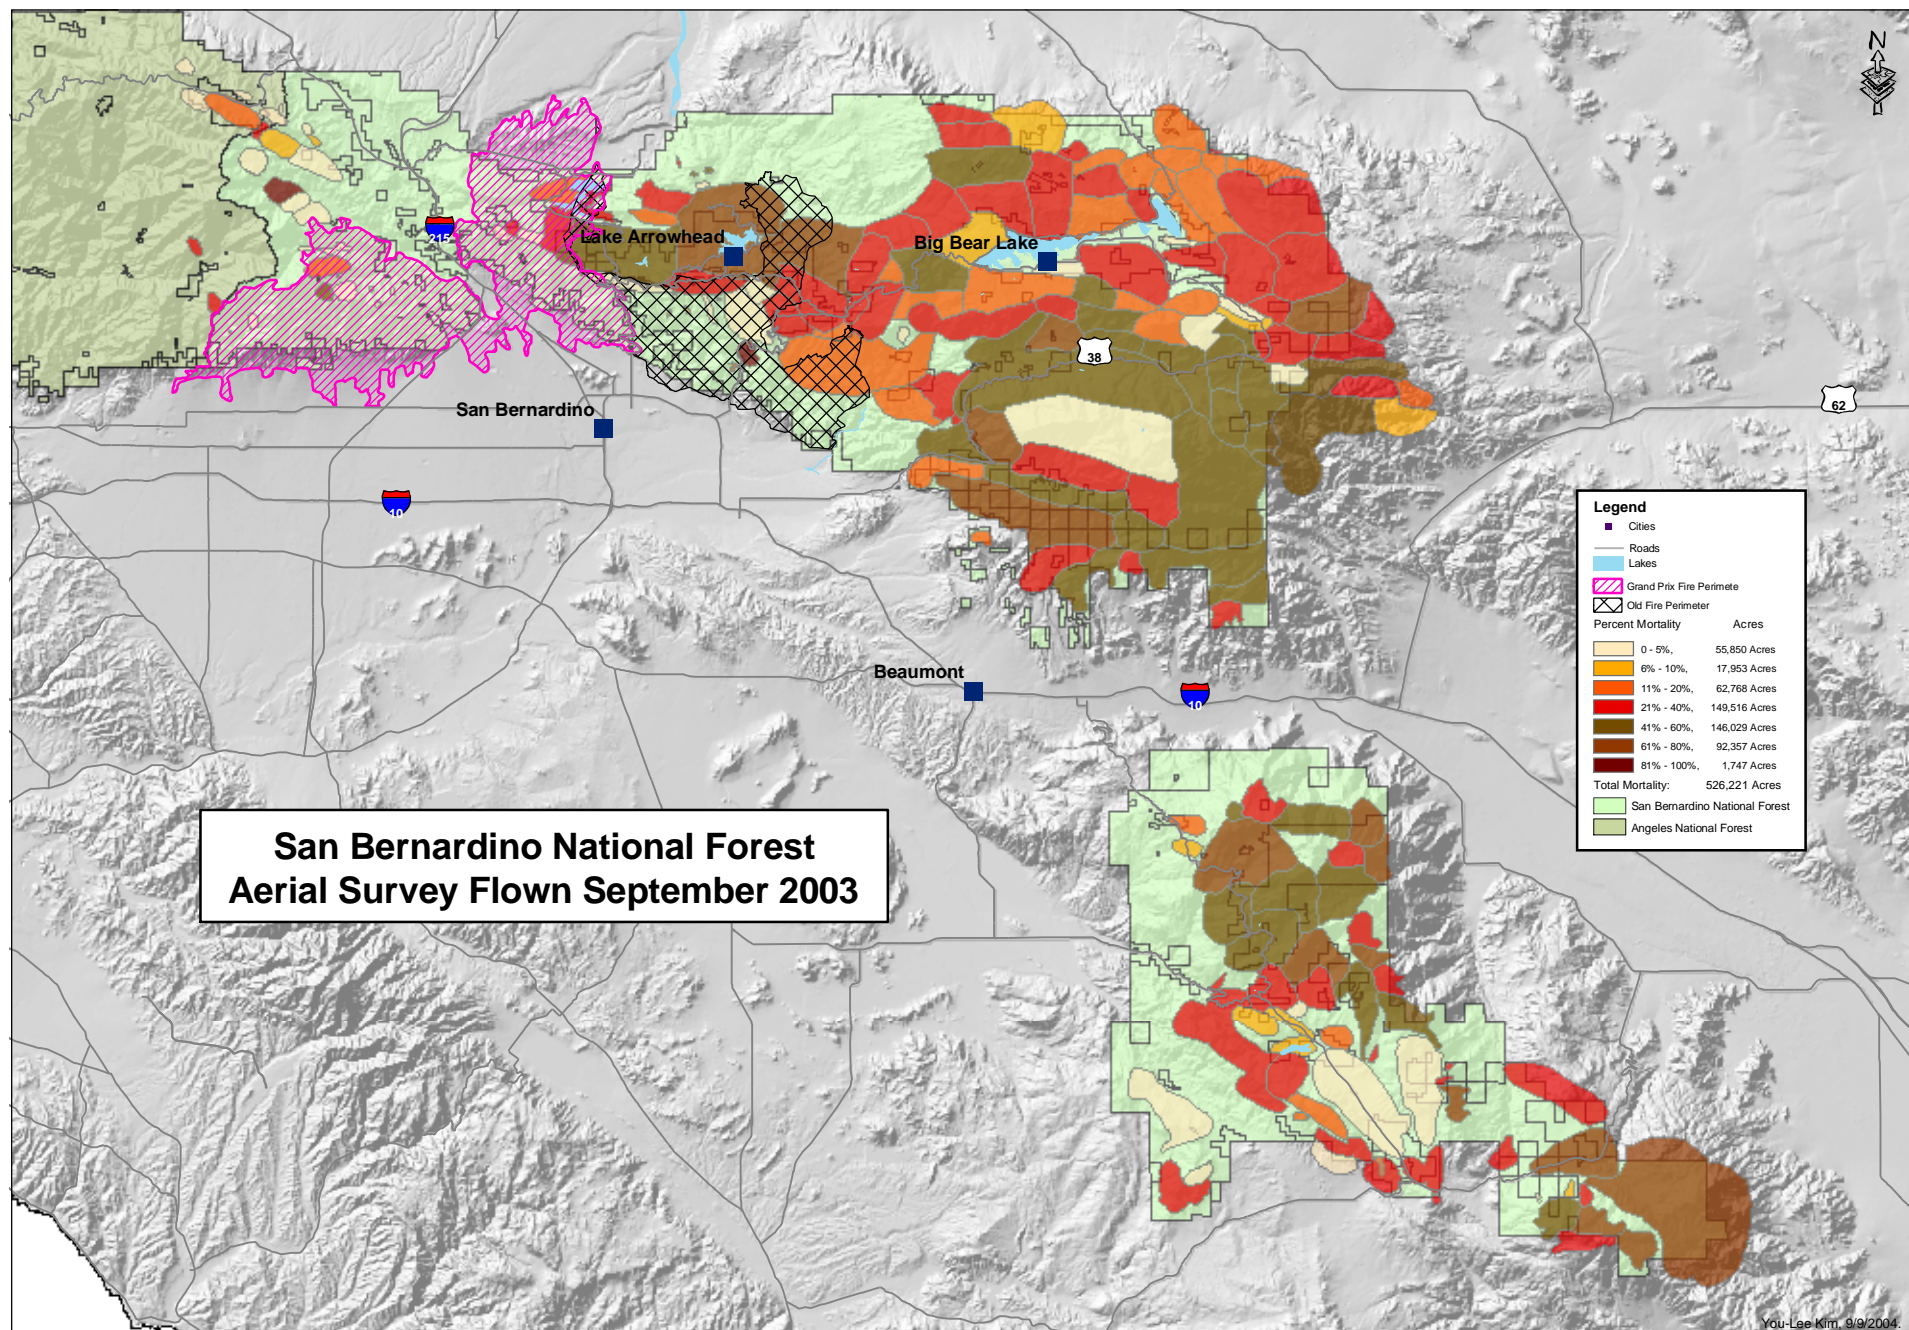 N
215
Lake Arrowhead
Big Bear Lake
38
62
San Bernardino
10
Legend
Cities
Roads
Lakes
Grand Prix Fire Perimete
Old Fire Perimeter
Percent Mortality Acres
0 - 5%, 55,850 Acres
6% - 10%, 17,953 Acres
11% - 20%, 62,768 Acres
21% - 40%, 149,516 Acres
41% - 60%, 146,029 Acres
61% - 80%, 92,357 Acres
81% - 100%, 1,747 Acres
Total Mortality: 526,221 Acres
San Bernardino National Forest
Angeles National Forest
Beaumont
10
San Bernardino National Forest
Aerial Survey Flown September 2003
You-Lee Kim, 9/9/2004.